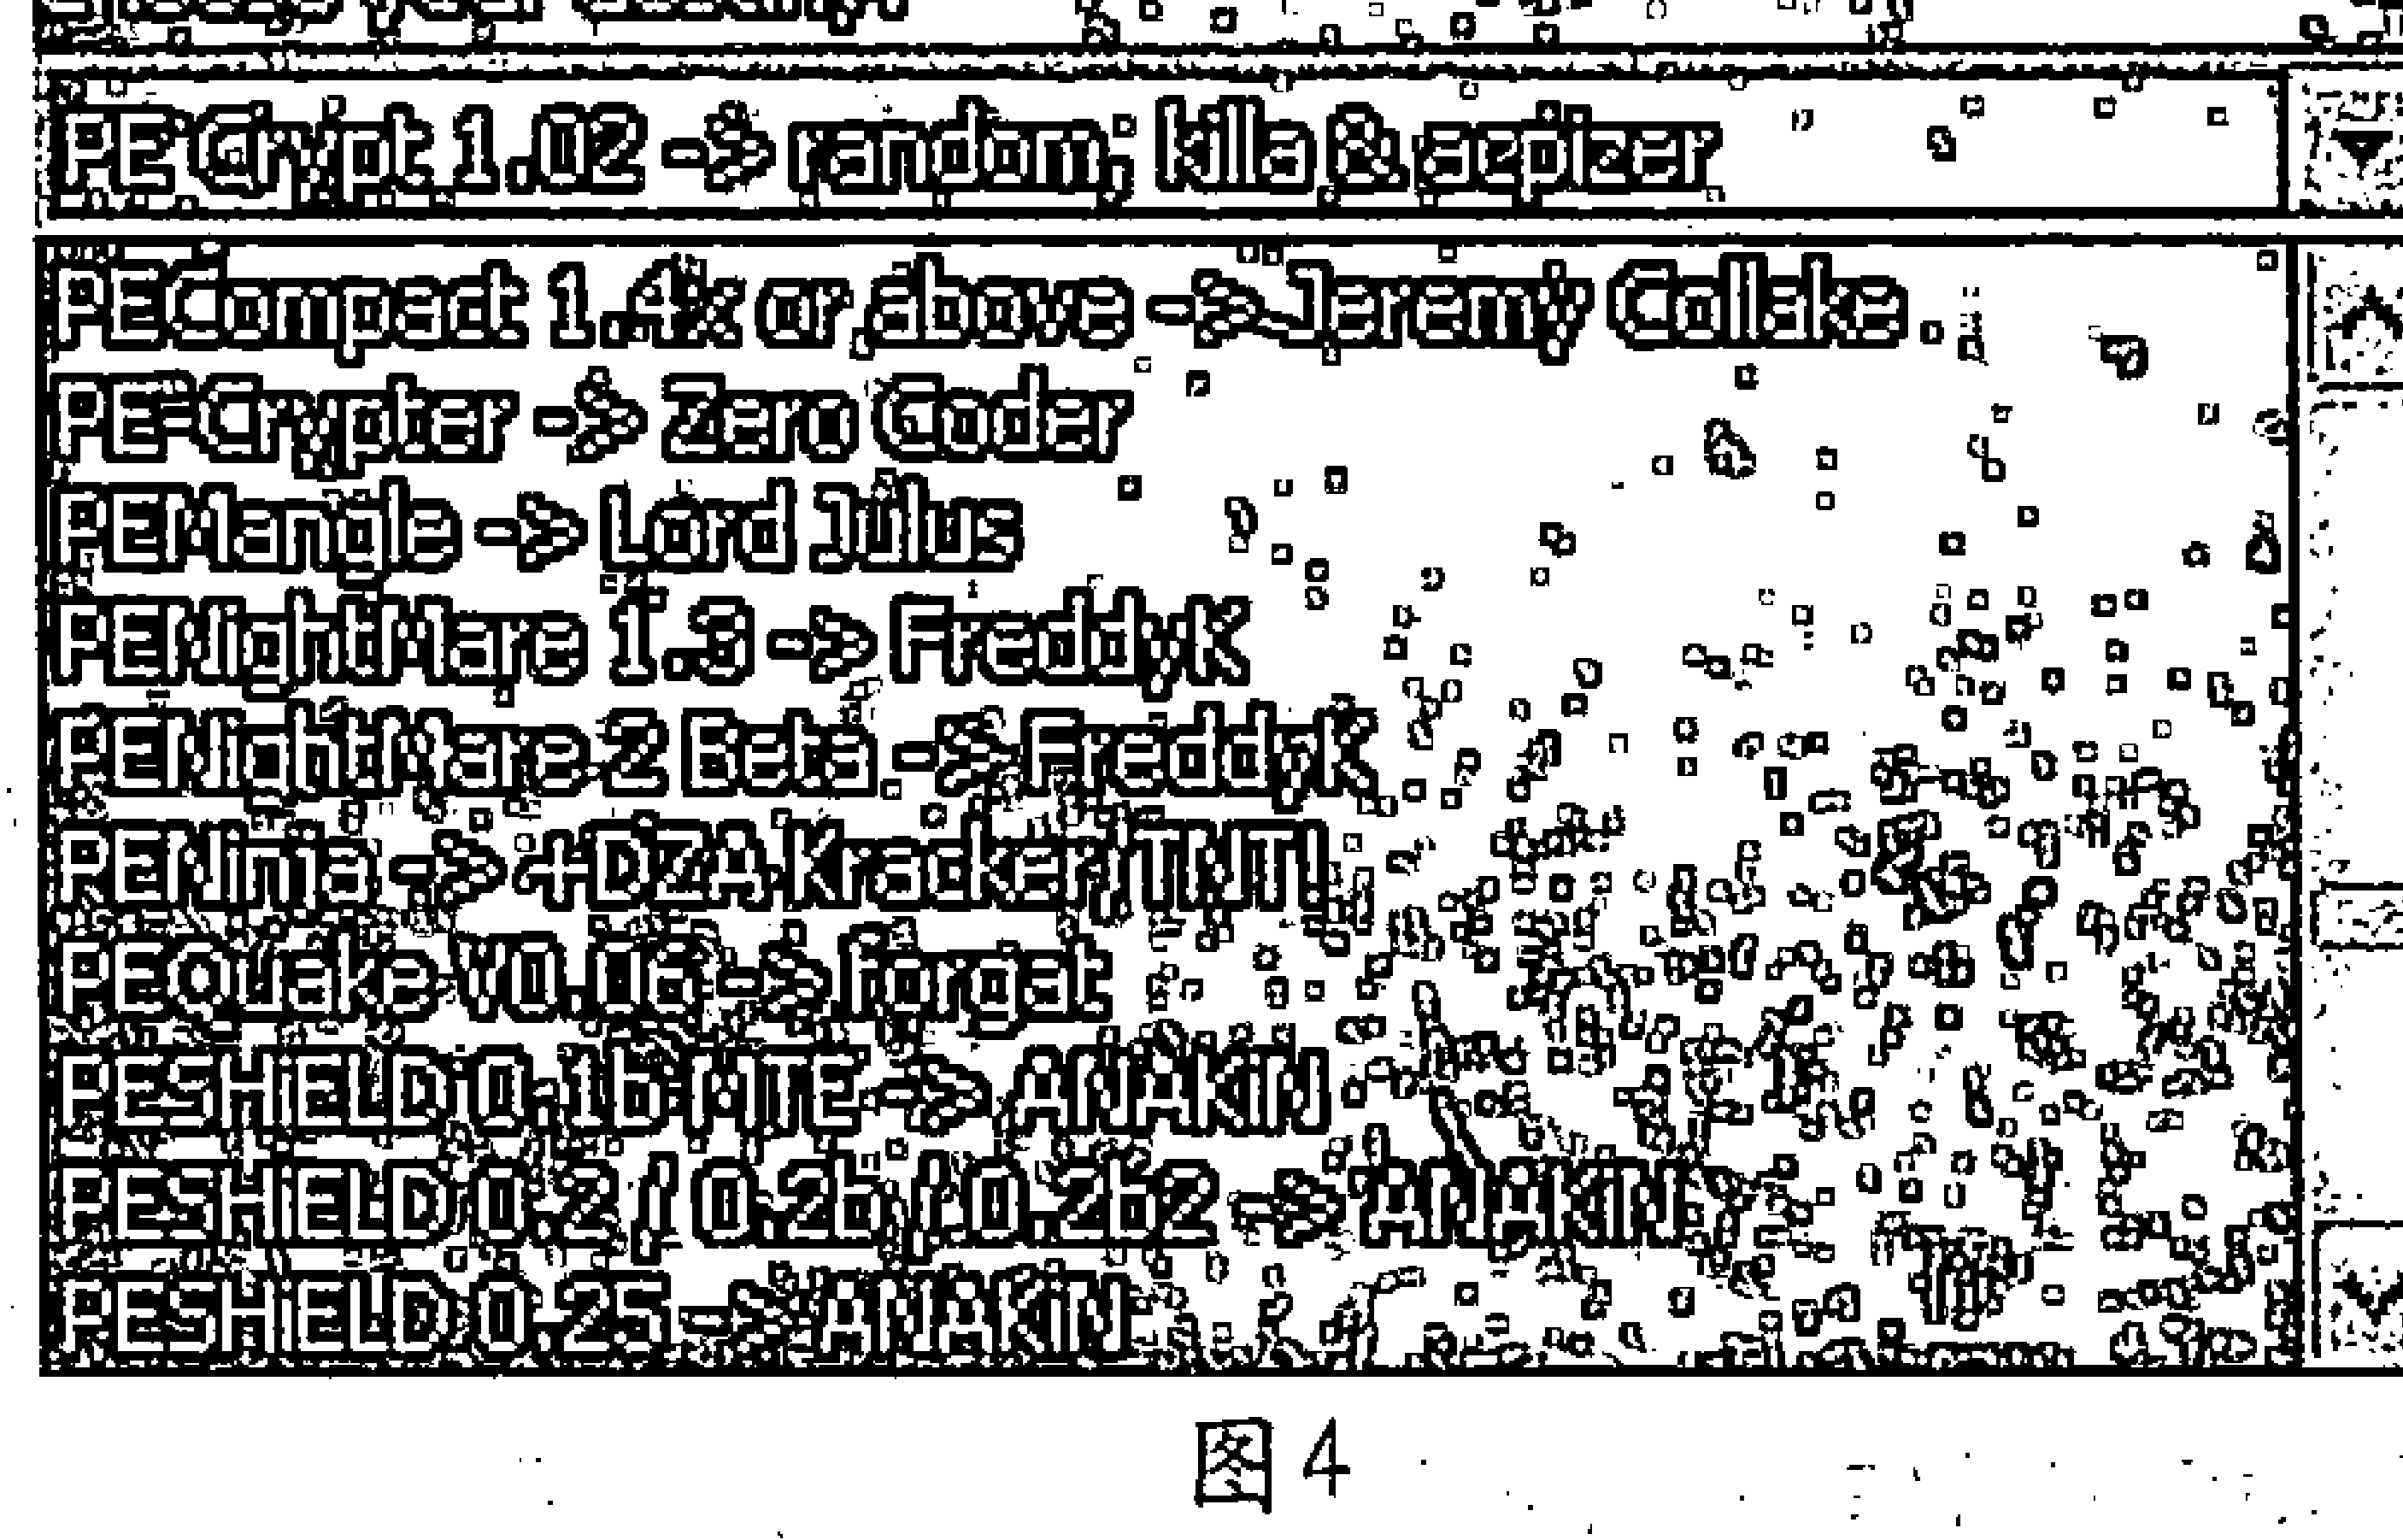 PE Crypt 1.02 -> random, killa & acpizer
PECompact 1.4x or above -> Jeremy Collake
PE-Crypter -> Zero Coder
PEMangle -> Lord Julus
PENightMare 1.3 -> FreddyK
PENightMare 2 Beta -> FreddyK
PENinja -> +DZA Kracker/TNT!
PEQuake V0.06 -> forgat
PESHiELD 0.1b MTE -> ANAKiN
PESHiELD 0.2 / 0.2b / 0.2b2 -> ANAKiN
PESHiELD 0.25 -> ANAKiN
图 4